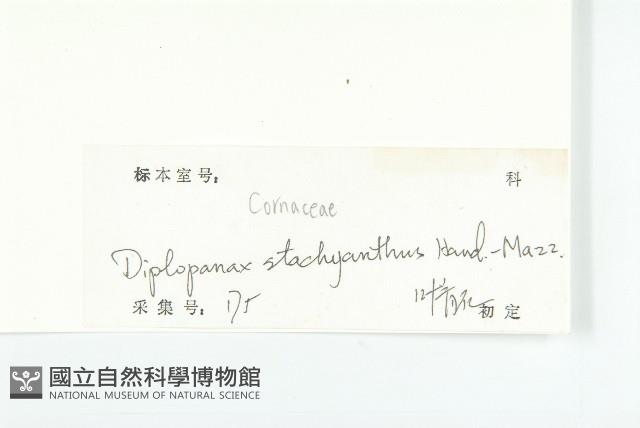 标本室号: 科
Cornaceae
Diplopanax stachyanthus Hand.-Mazz.
采集号: 175 初定
國立自然科學博物館
NATIONAL MUSEUM OF NATURAL SCIENCE